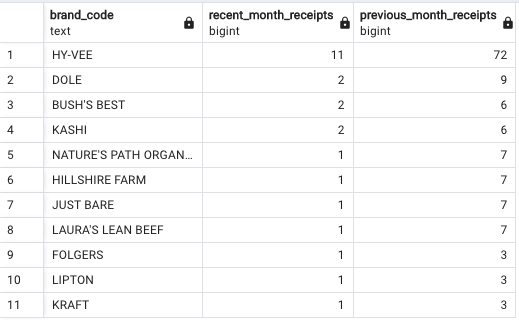 brand_code recent_month_receipts previous_month_receipts
text bigint bigint
1 HY-VEE 11 72
2 DOLE 2 9
3 BUSH'S BEST 2 6
4 KASHI 2 6
5 NATURE'S PATH ORGAN... 1 7
6 HILLSHIRE FARM 1 7
7 JUST BARE 1 7
8 LAURA'S LEAN BEEF 1 7
9 FOLGERS 1 3
10 LIPTON 1 3
11 KRAFT 1 3